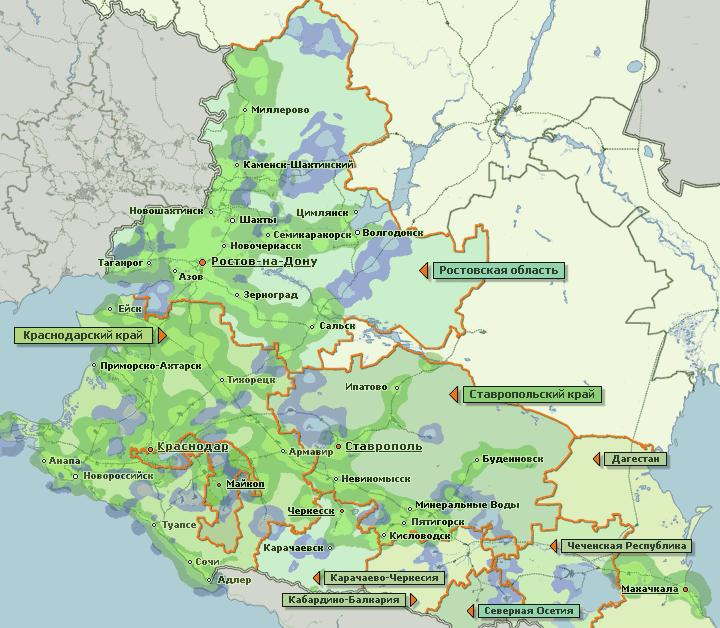 Миллерово
Каменск-Шахтинский
Новошахтинск
Цимлянск
Шахты
Семикаракорск
Волгодонск
Новочеркасск
Таганрог
Ростов-на-Дону
Ростовская область
Азов
Зерноград
Ейск
Сальск
Краснодарский край
Приморско-Ахтарск
Тихорецк
Ипатово
Ставропольский край
Краснодар
Армавир
Ставрополь
Анапа
Буденновск
Дагестан
Новороссийск
Майкоп
Невиномысск
Черкесск
Минеральные Воды
Туапсе
Пятигорск
Кисловодск
Карачаевск
Чеченская Республика
Сочи
Адлер
Карачаево-Черкесия
Махачкала
Кабардино-Балкария
Северная Осетия